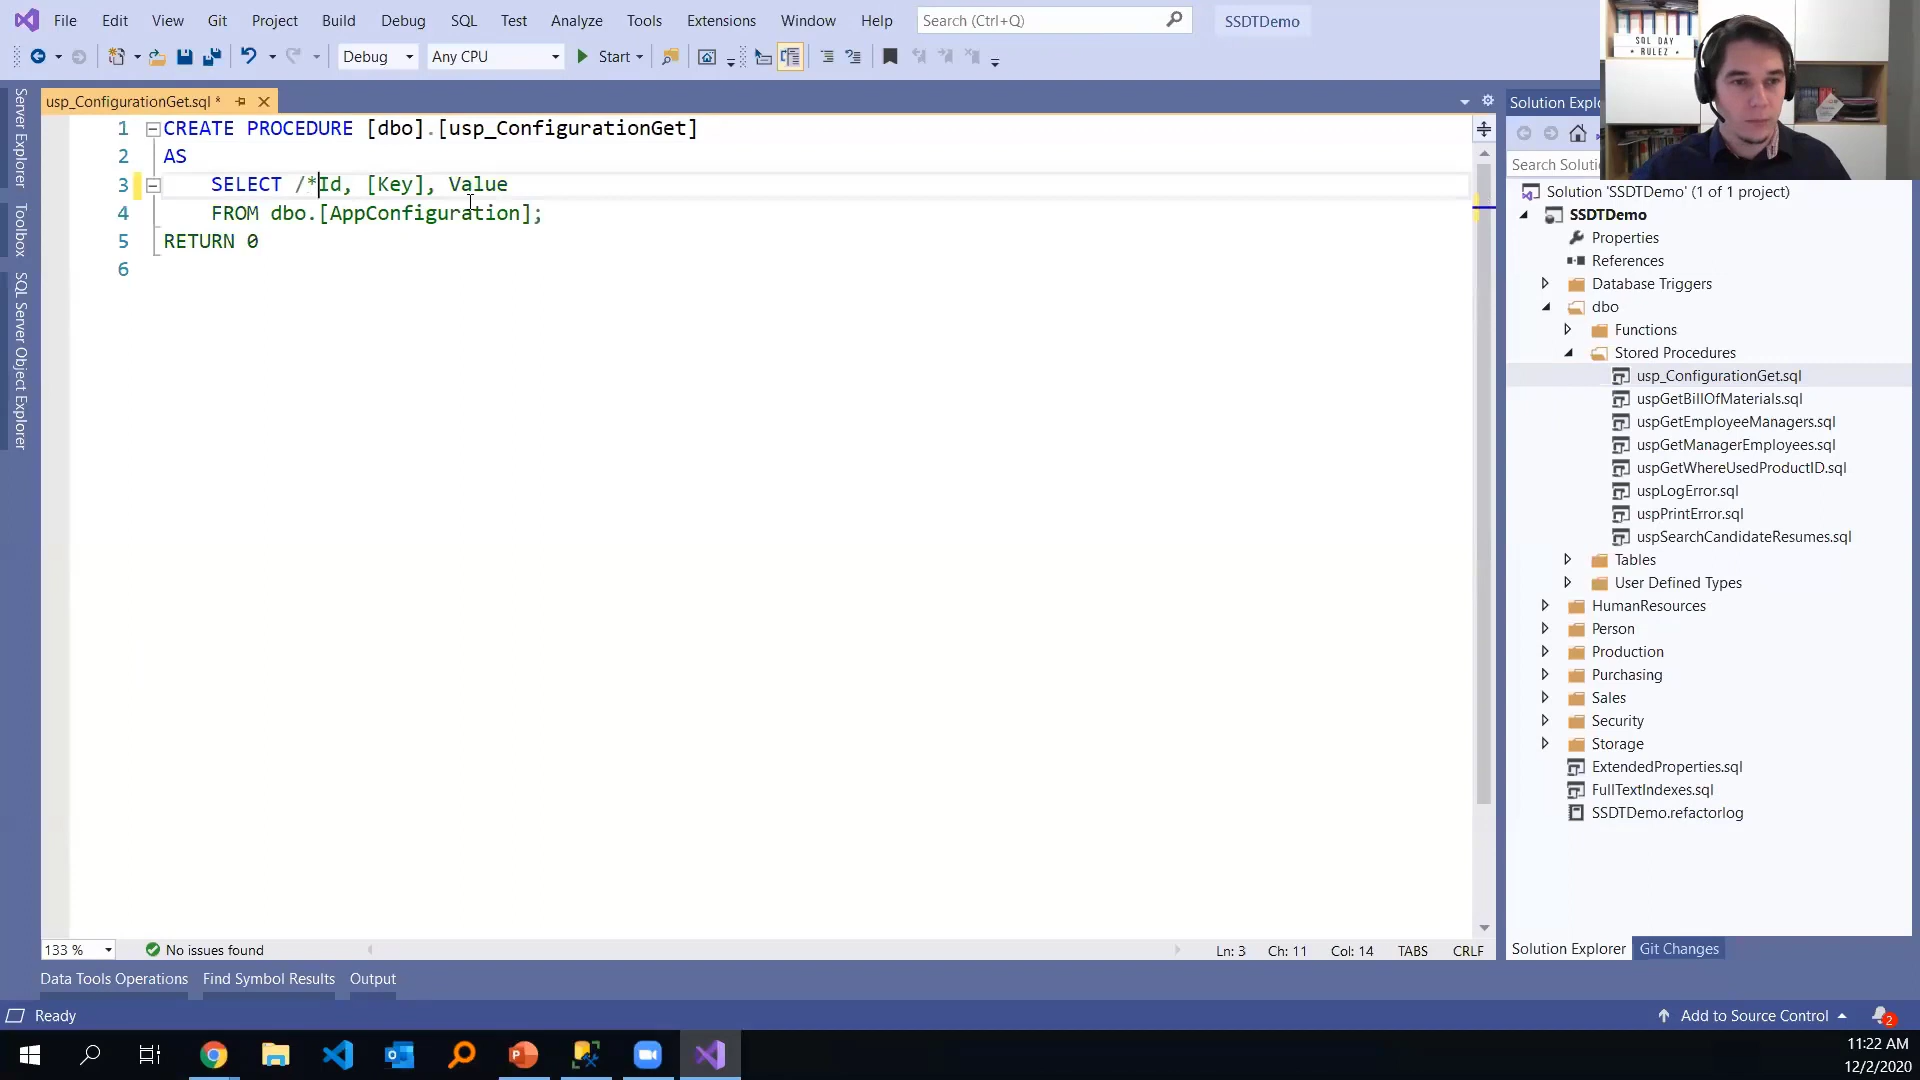 File Edit View Git Project Build Debug SQL Test Analyze Tools Extensions Window Help Search (Ctrl+Q) SSDTDemo
Debug Any CPU Start
SQL DAY
* RULEZ *
Server Explorer
Toolbox
SQL Server Object Explorer
usp_ConfigurationGet.sql *
1 CREATE PROCEDURE [dbo].[usp_ConfigurationGet]
2 AS
3 SELECT /*Id, [Key], Value
4 FROM dbo.[AppConfiguration];
5 RETURN 0
6
133 % No issues found Ln: 3 Ch: 11 Col: 14 TABS CRLF
Solution Explo
Search Soluti
Solution 'SSDTDemo' (1 of 1 project)
SSDTDemo
Properties
References
Database Triggers
dbo
Functions
Stored Procedures
usp_ConfigurationGet.sql
uspGetBillOfMaterials.sql
uspGetEmployeeManagers.sql
uspGetManagerEmployees.sql
uspGetWhereUsedProductID.sql
uspLogError.sql
uspPrintError.sql
uspSearchCandidateResumes.sql
Tables
User Defined Types
HumanResources
Person
Production
Purchasing
Sales
Security
Storage
ExtendedProperties.sql
FullTextIndexes.sql
SSDTDemo.refactorlog
Solution Explorer Git Changes
Data Tools Operations Find Symbol Results Output
Ready Add to Source Control 2
11:22 AM
12/2/2020